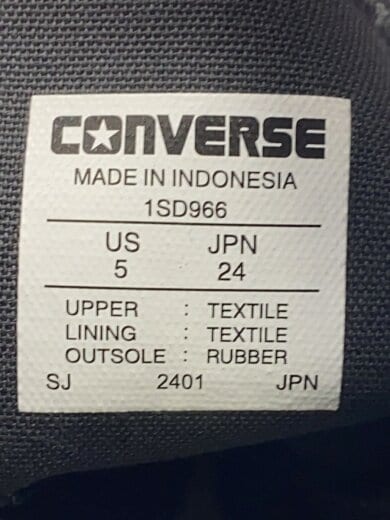 CONVERSE
MADE IN INDONESIA
1SD966
US JPN
5 24
UPPER : TEXTILE
LINING : TEXTILE
OUTSOLE : RUBBER
SJ 2401 JPN